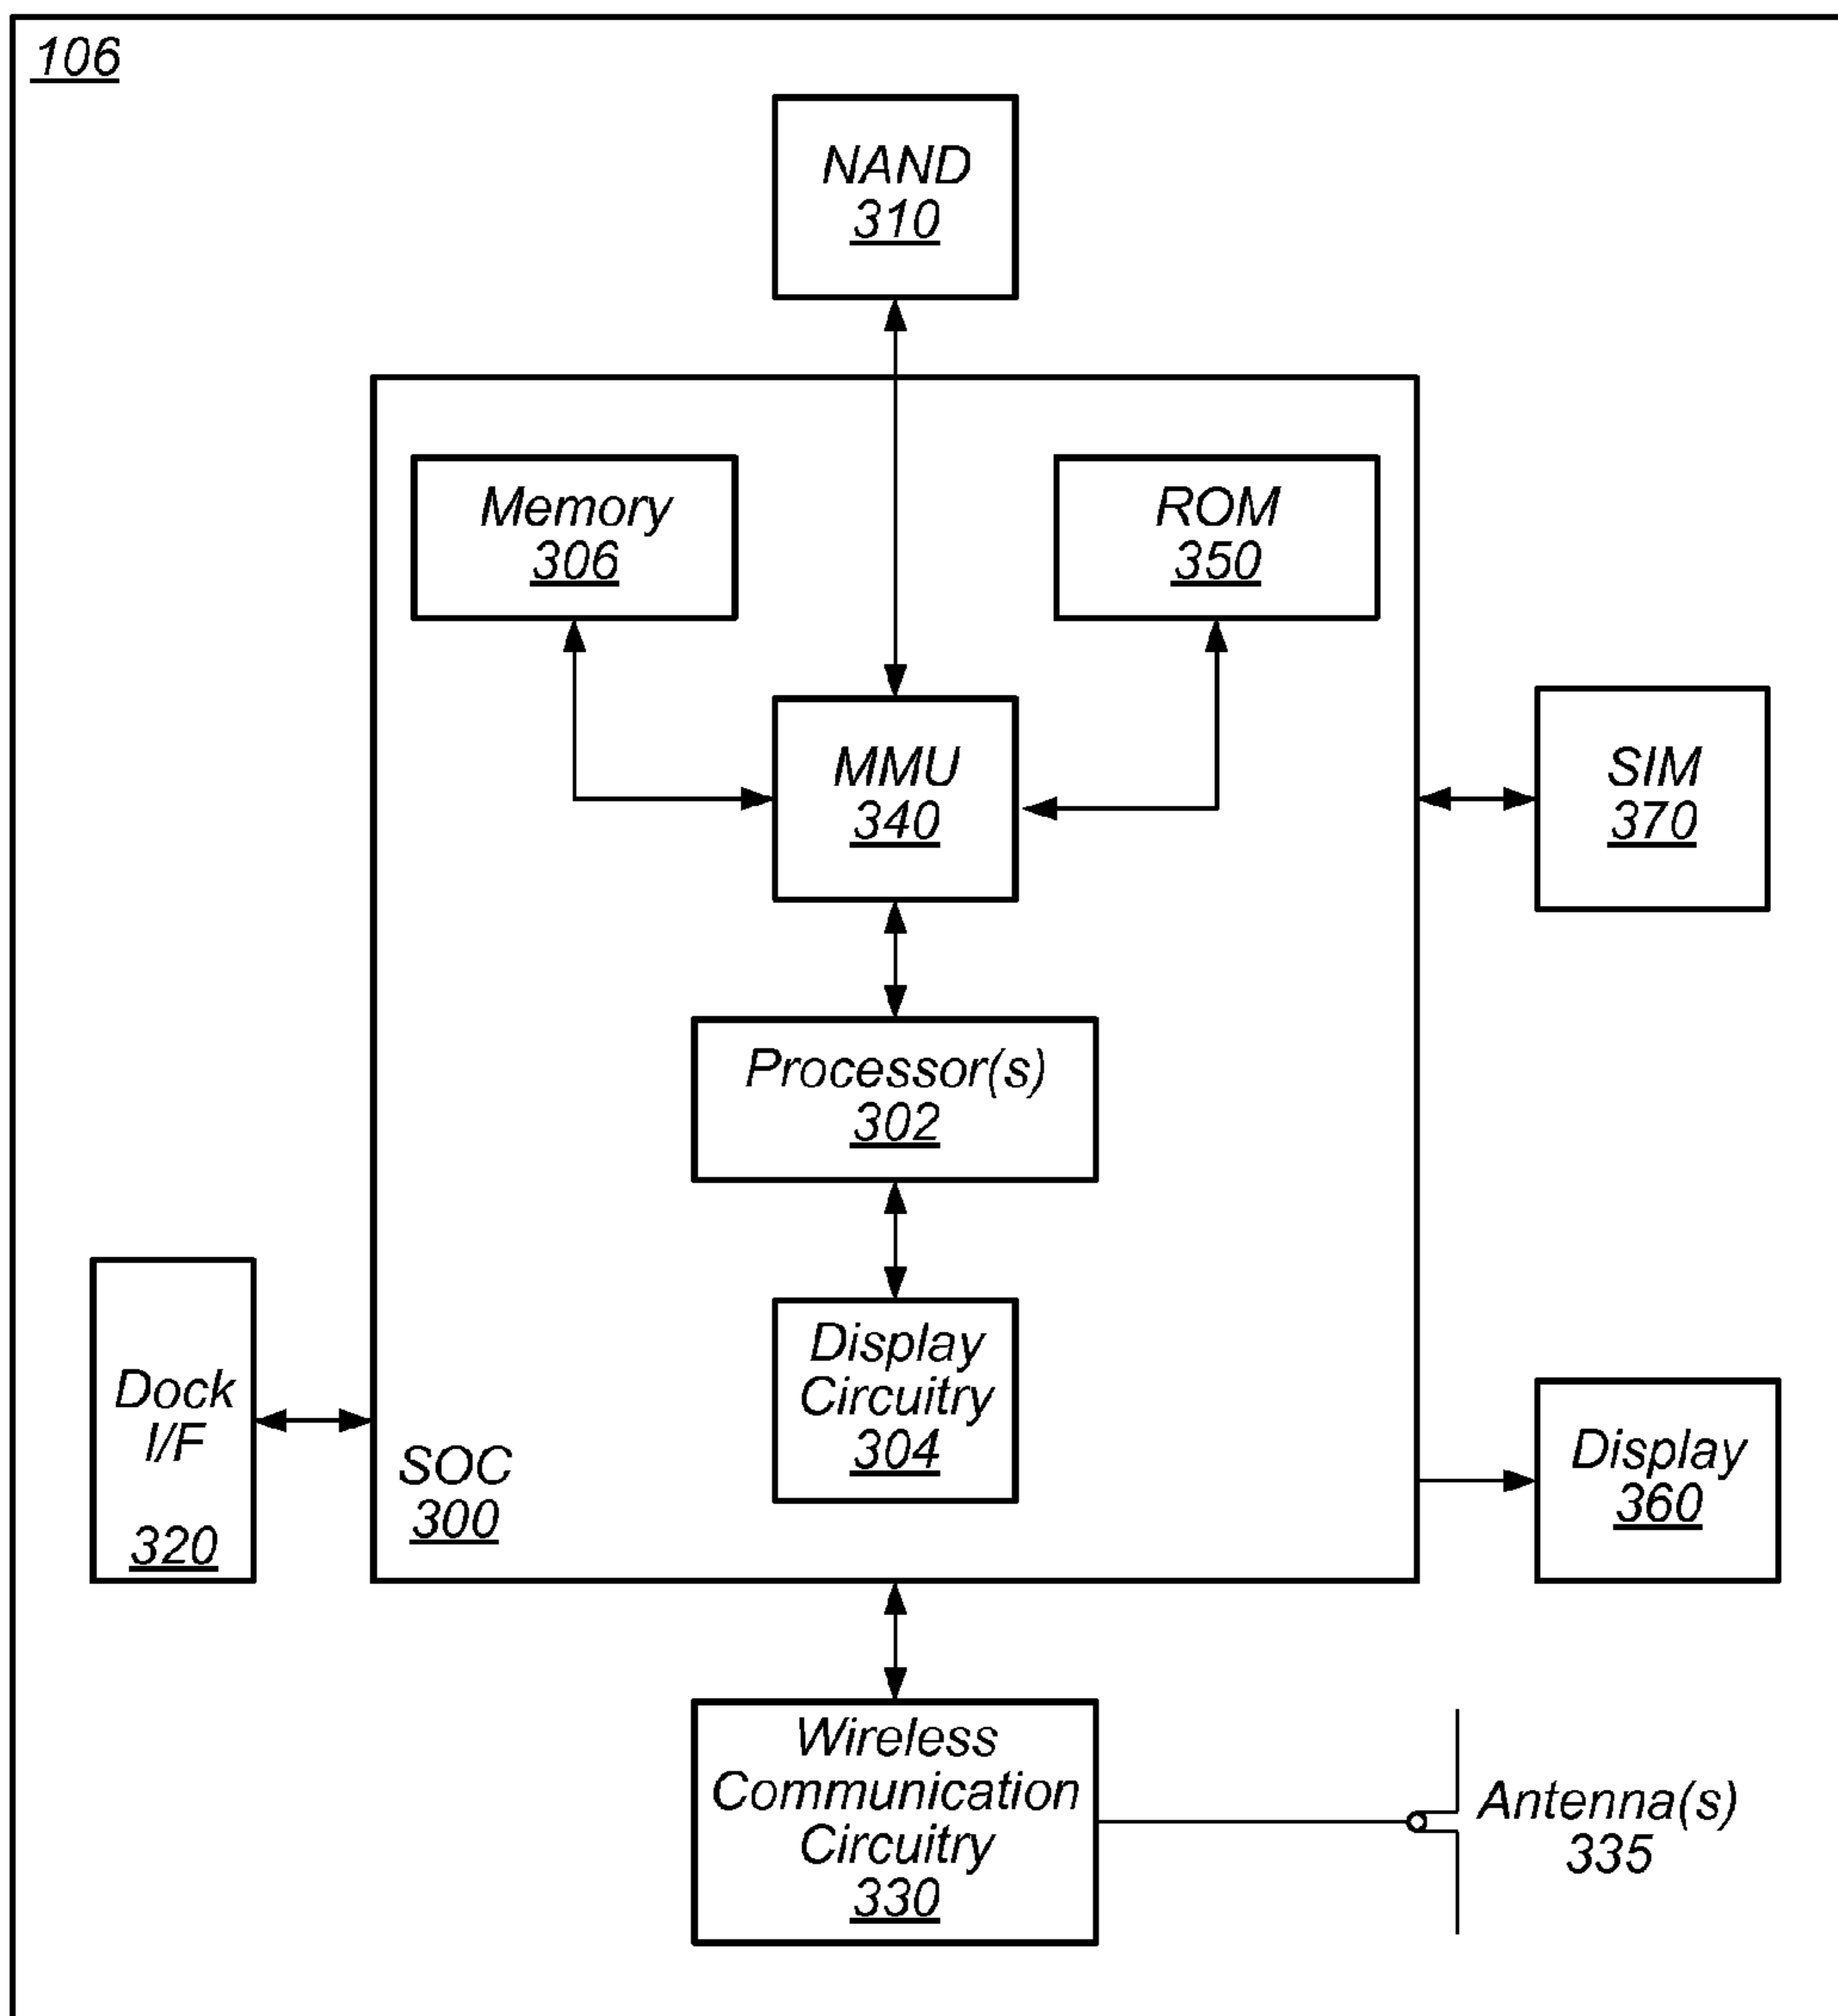 106
NAND
310
Memory
306
ROM
350
MMU
340
SIM
370
Processor(s)
302
Display
Circuitry
304
Dock
I/F
320
SOC
300
Display
360
Wireless
Communication
Circuitry
330
Antenna(s)
335